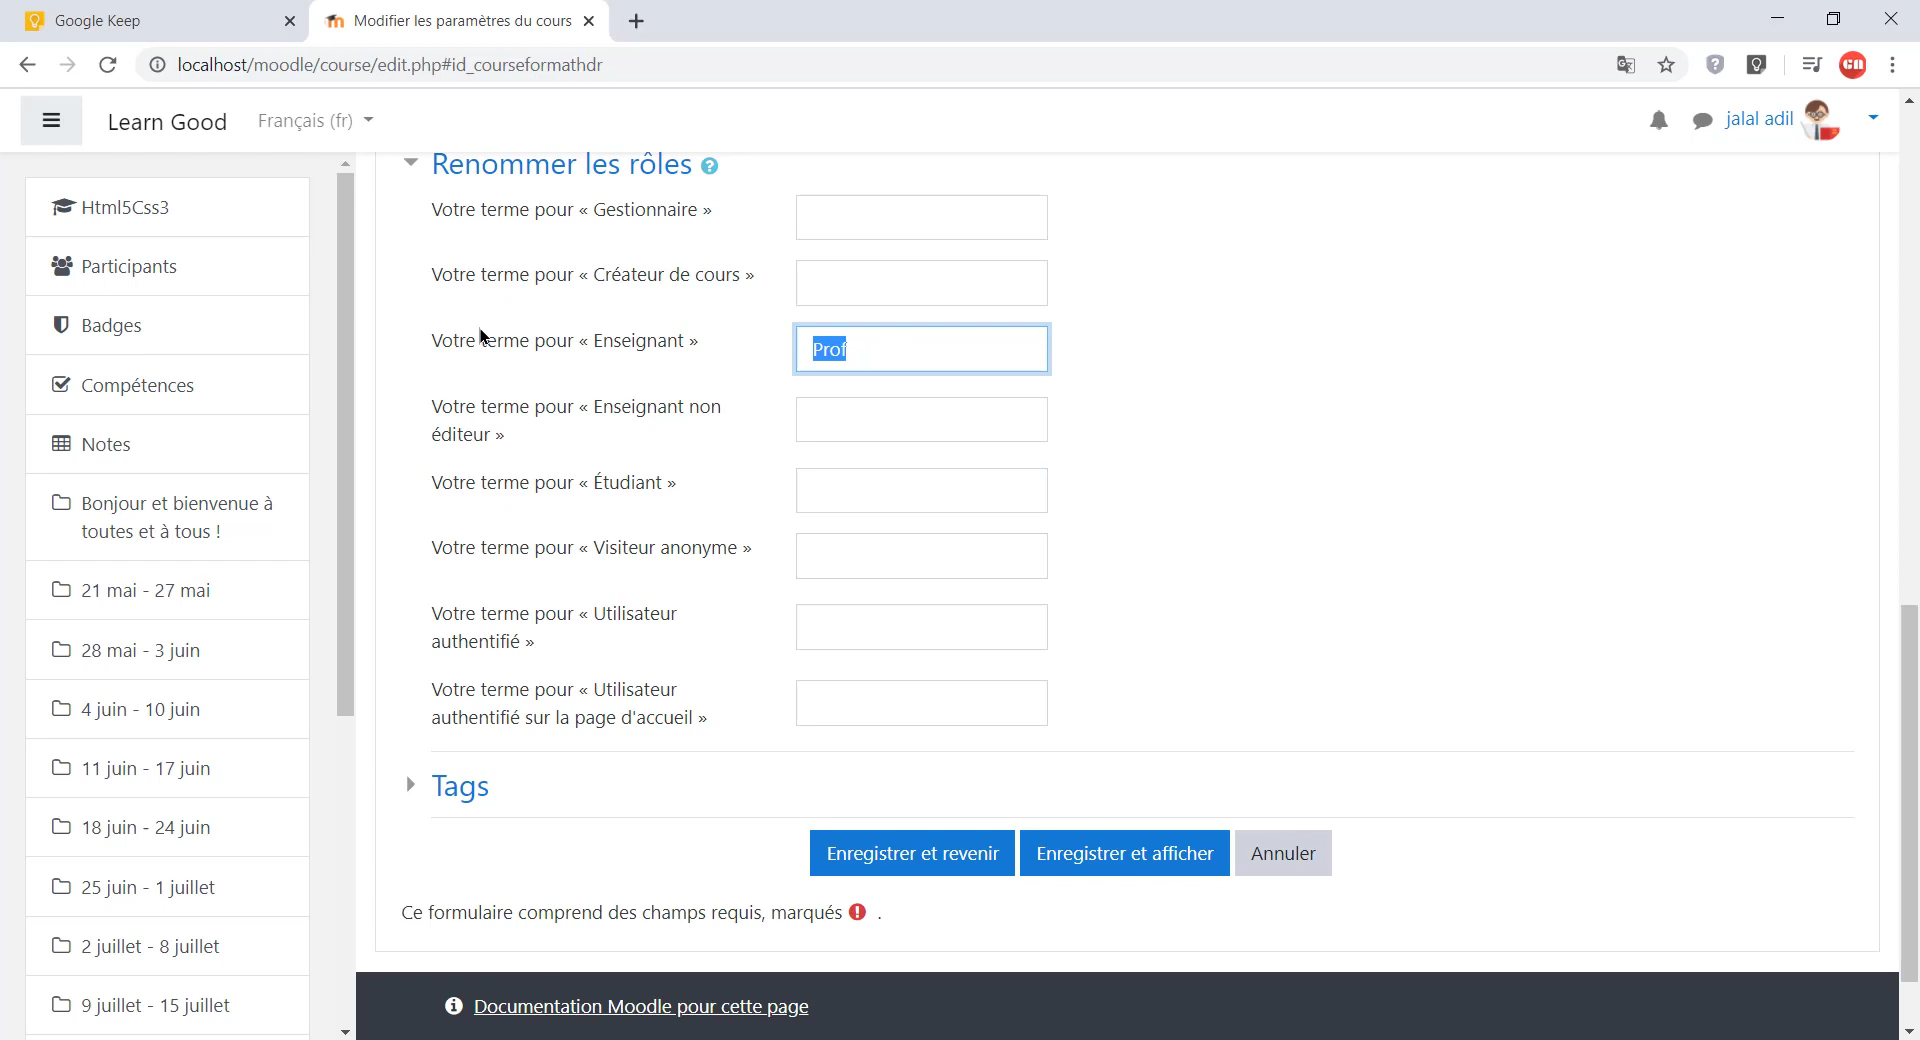 Google Keep
Modifier les paramètres du cours
localhost/moodle/course/edit.php#id_courseformathdr
Learn Good
Français (fr)
jalal adil
Html5Css3
Participants
Badges
Compétences
Notes
Bonjour et bienvenue à
toutes et à tous !
21 mai - 27 mai
28 mai - 3 juin
4 juin - 10 juin
11 juin - 17 juin
18 juin - 24 juin
25 juin - 1 juillet
2 juillet - 8 juillet
9 juillet - 15 juillet
Renommer les rôles
Votre terme pour « Gestionnaire »
Votre terme pour « Créateur de cours »
Votre terme pour « Enseignant »
Prof
Votre terme pour « Enseignant non
éditeur »
Votre terme pour « Étudiant »
Votre terme pour « Visiteur anonyme »
Votre terme pour « Utilisateur
authentifié »
Votre terme pour « Utilisateur
authentifié sur la page d'accueil »
Tags
Enregistrer et revenir
Enregistrer et afficher
Annuler
Ce formulaire comprend des champs requis, marqués .
Documentation Moodle pour cette page